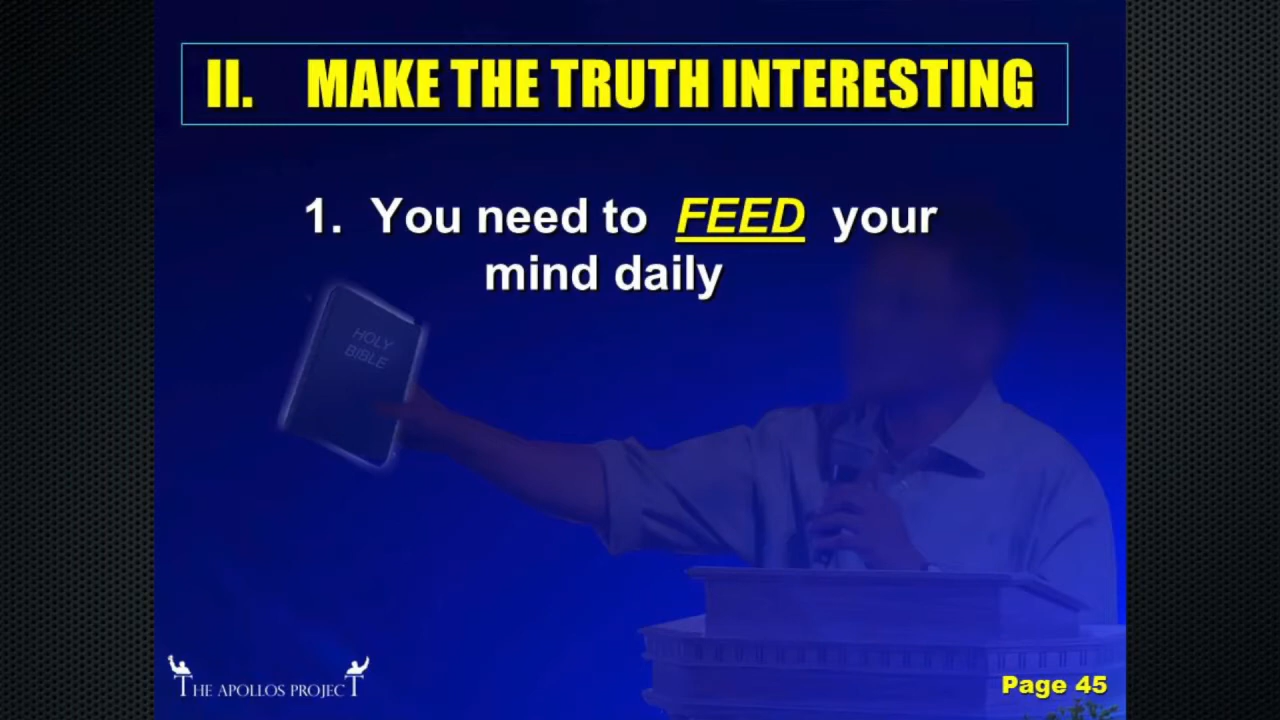 II. MAKE THE TRUTH INTERESTING
1. You need to FEED your
mind daily
HOLY
BIBLE
THE APOLLOS PROJECT
Page 45